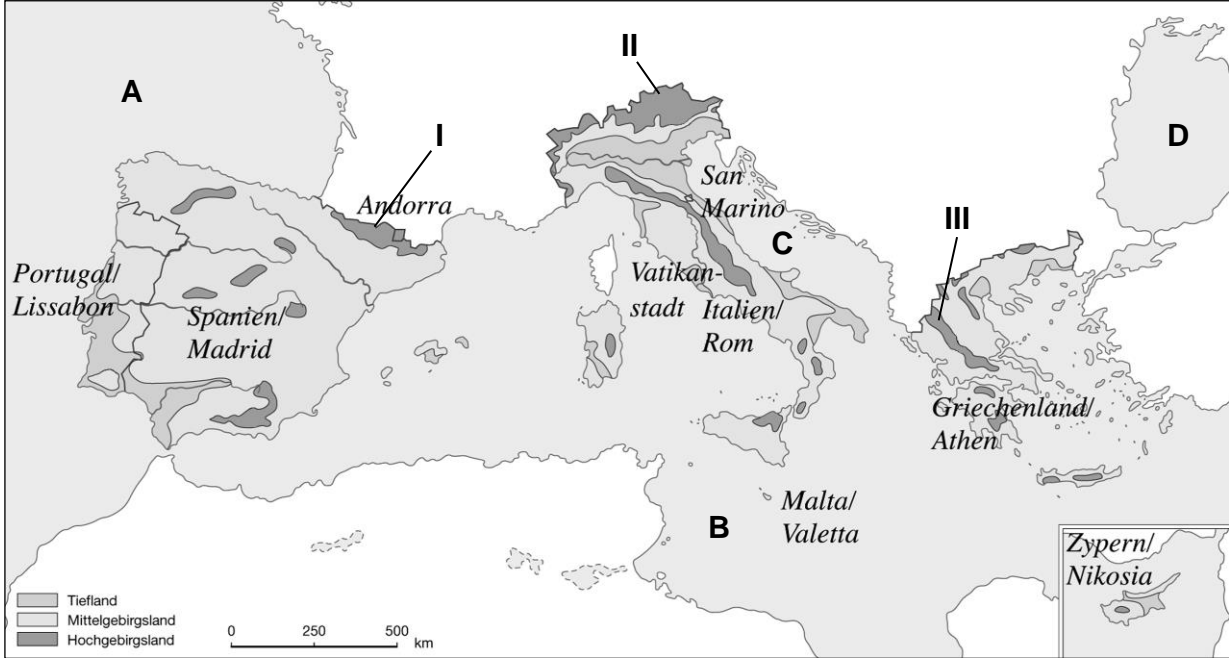 II
A
D
I
Andorra
San
Marino
III
C
Portugal/
Lissabon
Vatikan-
stadt
Spanien/
Madrid
Italien/
Rom
Griechenland/
Athen
Malta/
Valetta
B
Zypern/
Nikosia
Tiefland
Mittelgebirgsland
Hochgebirgsland
0 250 500
km